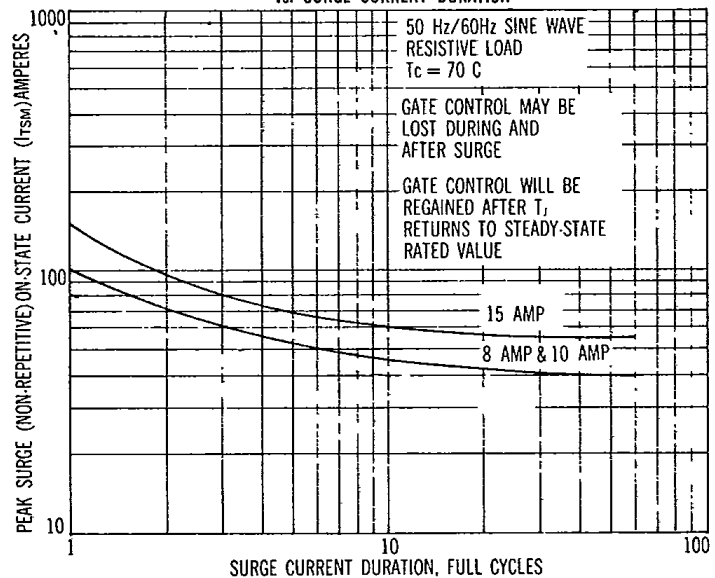 SURGE CURRENT DURATION
1000
50 Hz/60Hz SINE WAVE
RESISTIVE LOAD
Tc = 70 C
GATE CONTROL MAY BE
LOST DURING AND
AFTER SURGE
GATE CONTROL WILL BE
REGAINED AFTER TJ
RETURNS TO STEADY-STATE
RATED VALUE
PEAK SURGE (NON-REPETITIVE) ON-STATE CURRENT (ITSM) AMPERES
100
15 AMP
8 AMP & 10 AMP
10
1
10
100
SURGE CURRENT DURATION, FULL CYCLES